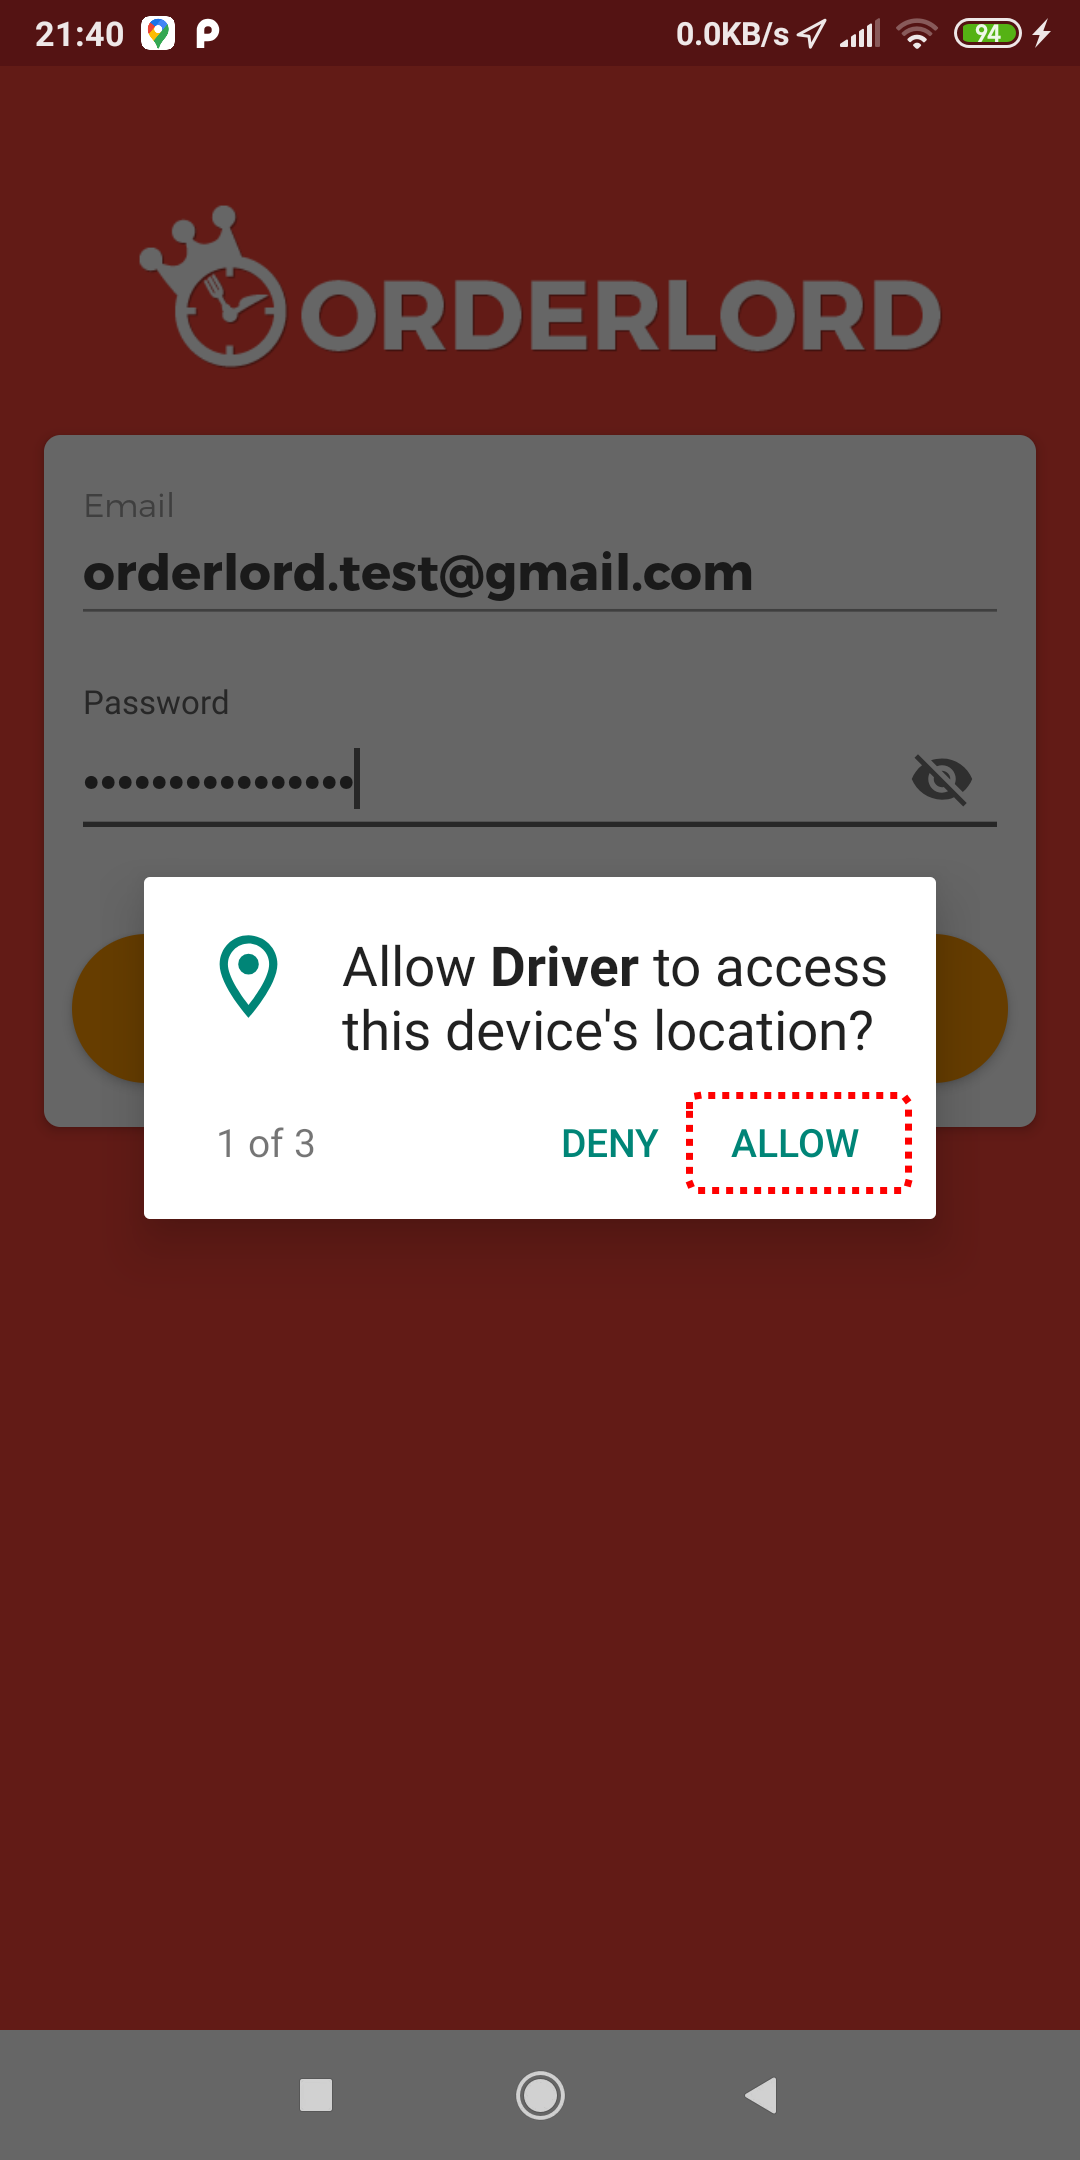 21:40 0.0KB/s 94
ORDERLORD
Email
orderlord.test@gmail.com
Password
•••••••••••••••• 
Allow Driver to access
this device's location?
1 of 3 DENY ALLOW